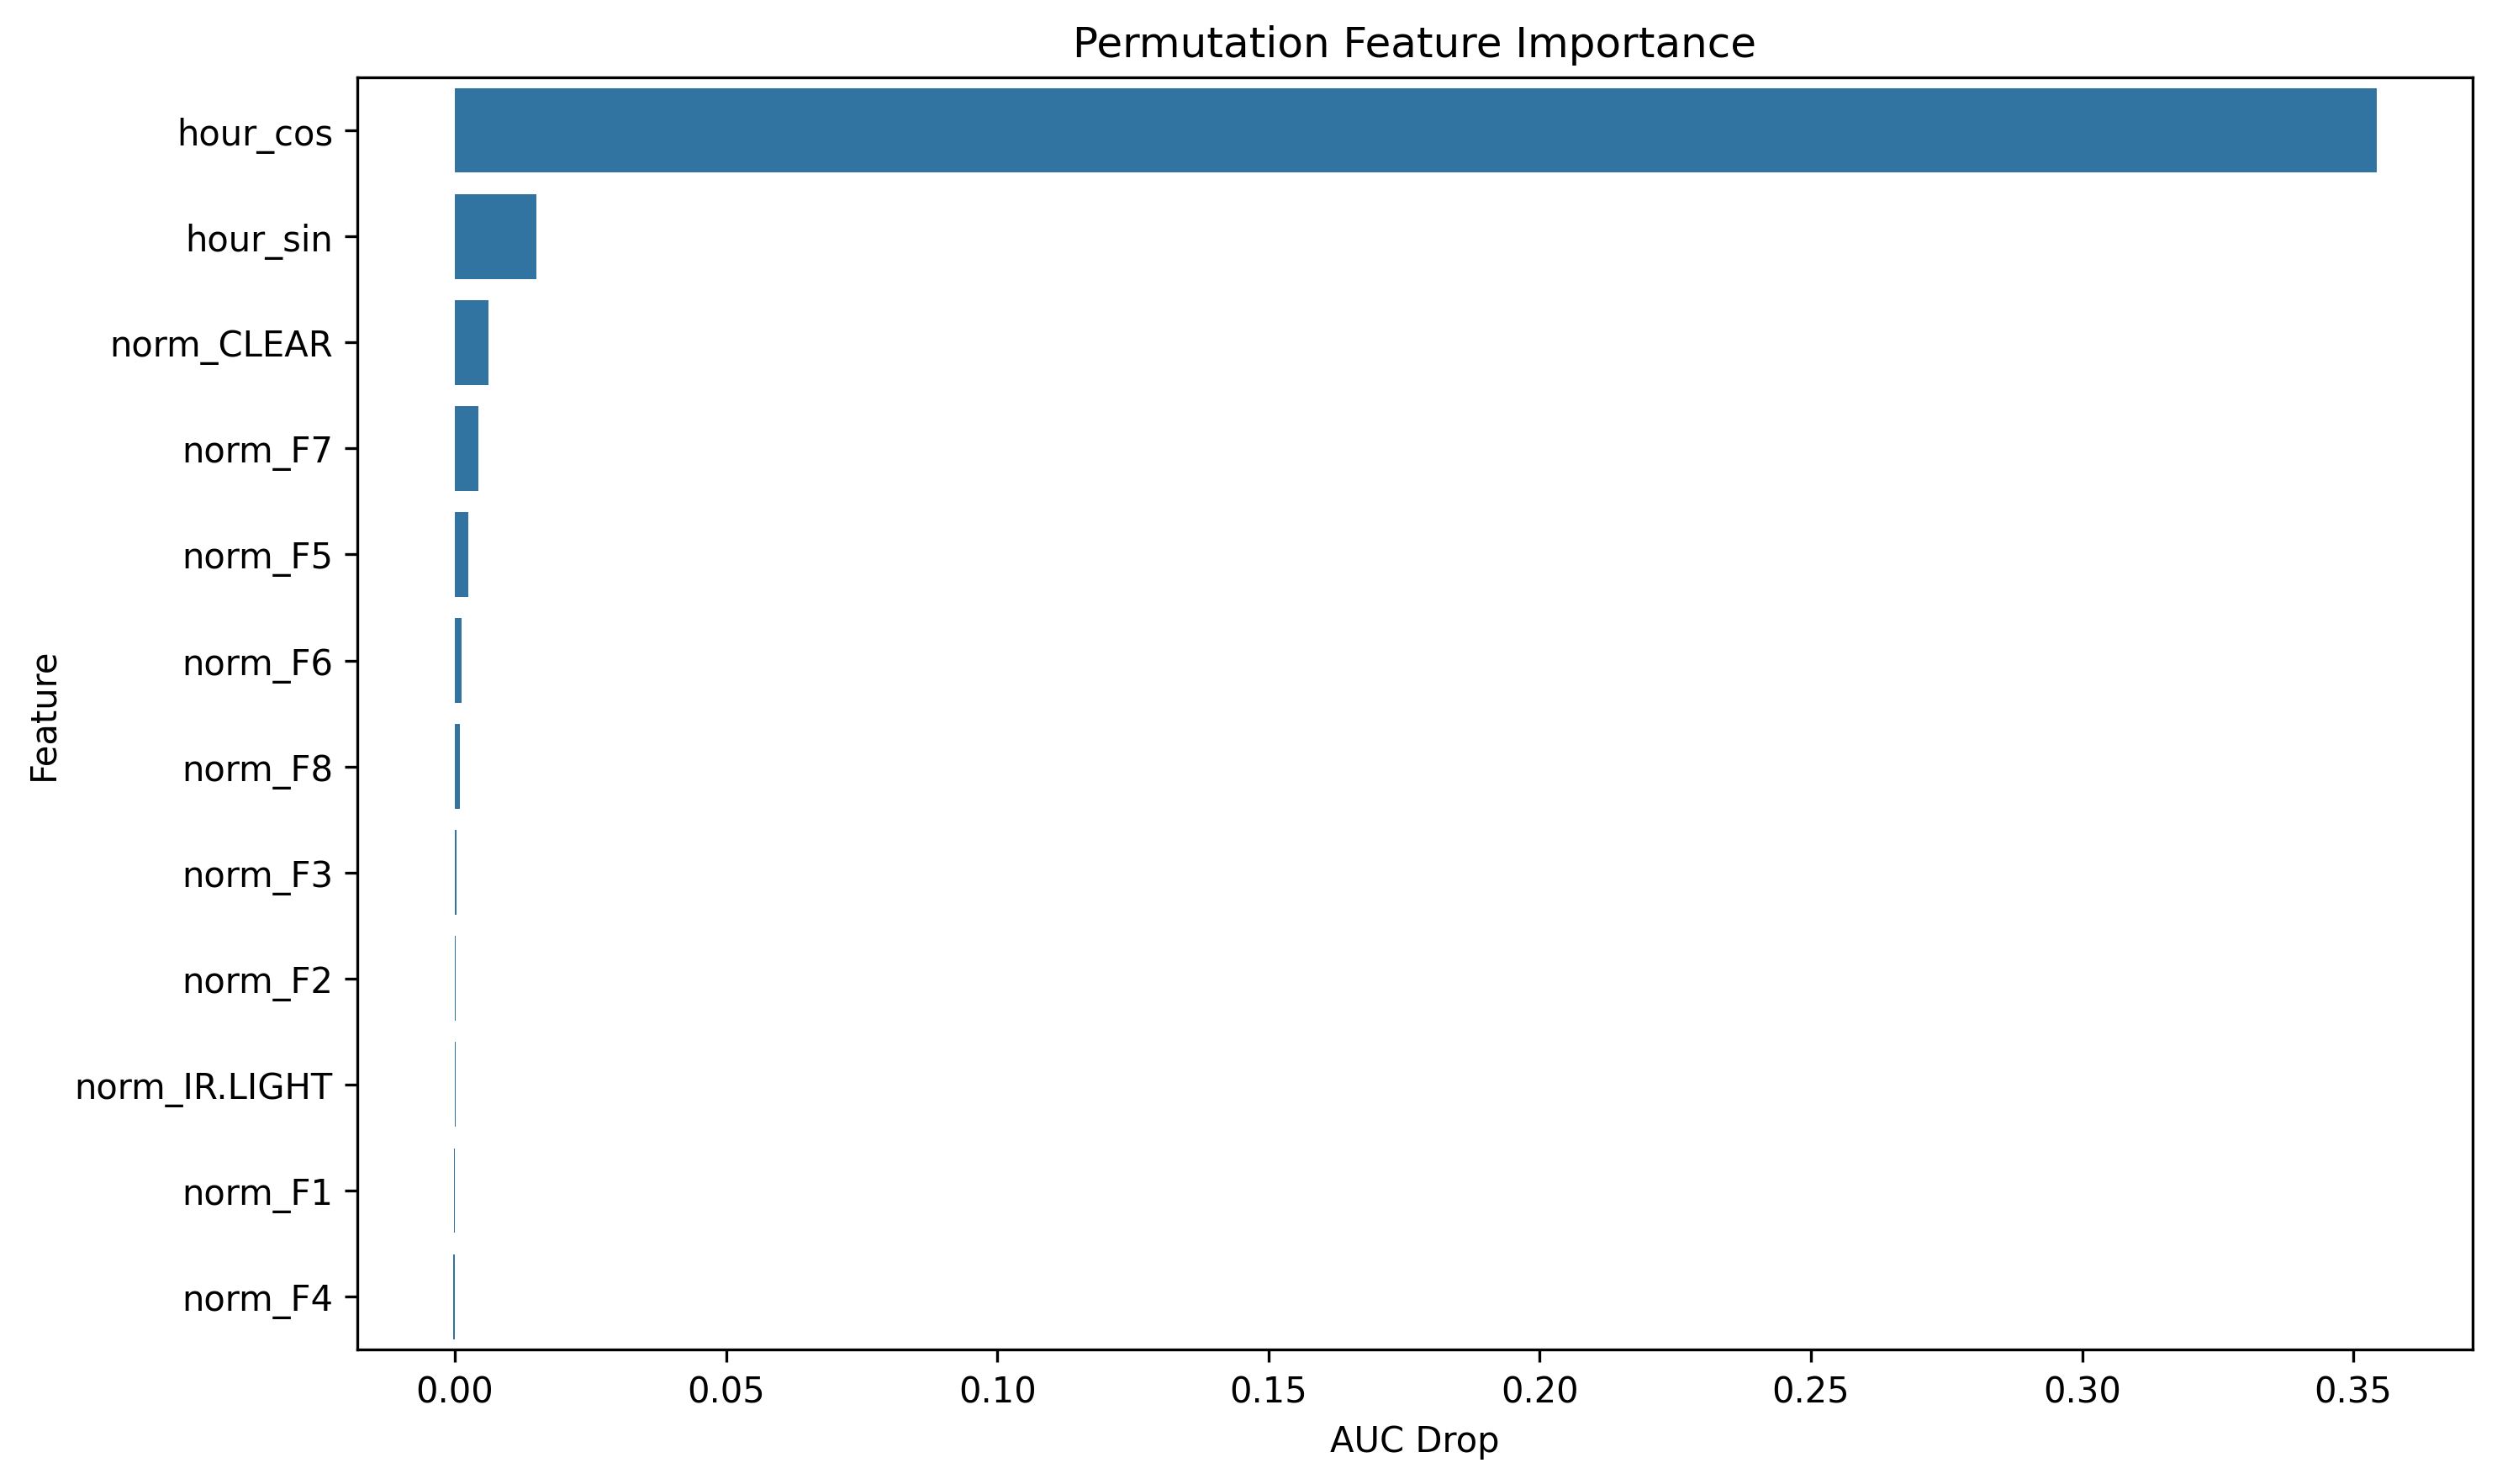 Permutation Feature Importance
hour_cos
hour_sin
norm_CLEAR
norm_F7
norm_F5
norm_F6
norm_F8
norm_F3
norm_F2
norm_IR.LIGHT
norm_F1
norm_F4
Feature
0.00 0.05 0.10 0.15 0.20 0.25 0.30 0.35
AUC Drop